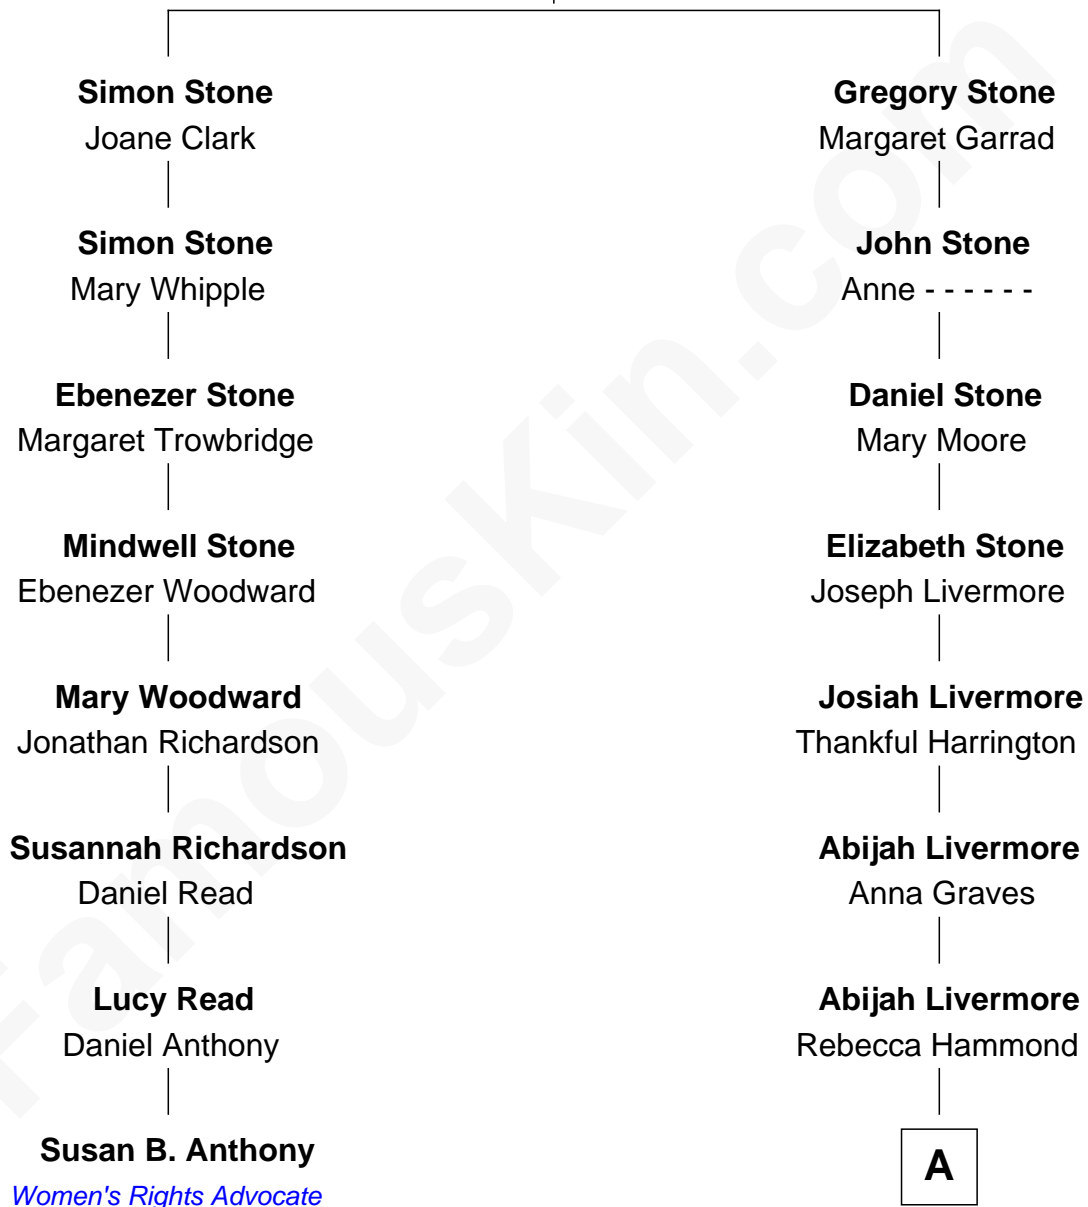 Simon Stone
Joane Clark
Gregory Stone
Margaret Garrad
Simon Stone
Mary Whipple
John Stone
Anne - - - - - -
Ebenezer Stone
Margaret Trowbridge
Daniel Stone
Mary Moore
Mindwell Stone
Ebenezer Woodward
Elizabeth Stone
Joseph Livermore
Mary Woodward
Jonathan Richardson
Josiah Livermore
Thankful Harrington
Susannah Richardson
Daniel Read
Abijah Livermore
Anna Graves
Lucy Read
Daniel Anthony
Abijah Livermore
Rebecca Hammond
Susan B. Anthony
Women's Rights Advocate
A
FamousKin.com